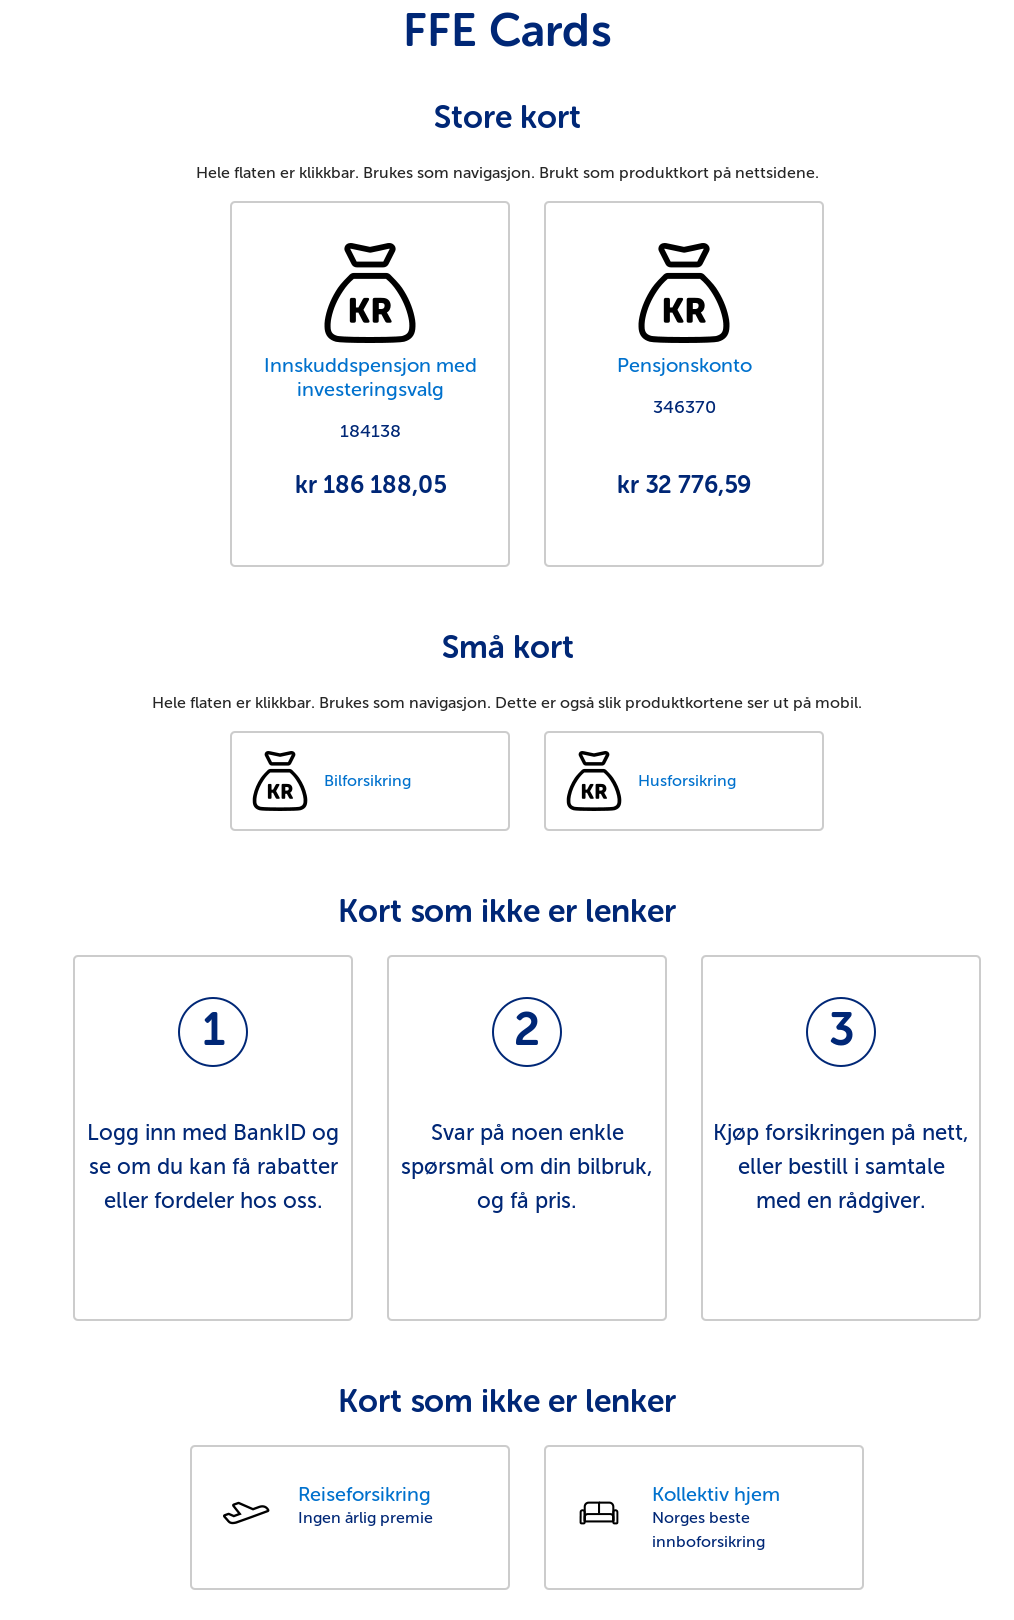 FFE Cards
Store kort
Hele flaten er klikkbar. Brukes som navigasjon. Brukt som produktkort på nettsidene.
KR
Innskuddspensjon med
investeringsvalg
184138
kr 186 188,05
KR
Pensjonskonto
346370
kr 32 776,59
Små kort
Hele flaten er klikkbar. Brukes som navigasjon. Dette er også slik produktkortene ser ut på mobil.
KR
Bilforsikring
KR
Husforsikring
Kort som ikke er lenker
1
Logg inn med BankID og
se om du kan få rabatter
eller fordeler hos oss.
2
Svar på noen enkle
spørsmål om din bilbruk,
og få pris.
3
Kjøp forsikringen på nett,
eller bestill i samtale
med en rådgiver.
Kort som ikke er lenker
Reiseforsikring
Ingen årlig premie
Kollektiv hjem
Norges beste
innboforsikring